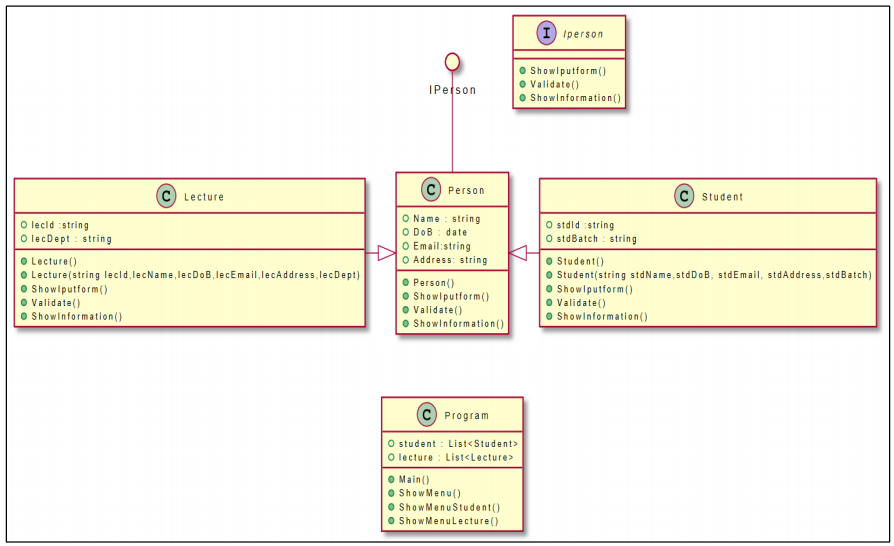 I Iperson
ShowIputform()
Validate()
ShowInformation()
IPerson
C Lecture
lecId :string
lecDept : string
Lecture()
Lecture(string lecId,lecName,lecDoB,lecEmail,lecAddress,lecDept)
ShowIputform()
Validate()
ShowInformation()
C Person
Name : string
DoB : date
Email:string
Address: string
Person()
ShowIputform()
Validate()
ShowInformation()
C Student
stdId :string
stdBatch : string
Student()
Student(string stdName,stdDoB, stdEmail, stdAddress,stdBatch)
ShowIputform()
Validate()
ShowInformation()
C Program
student : List<Student>
lecture : List<Lecture>
Main()
ShowMenu()
ShowMenuStudent()
ShowMenuLecture()